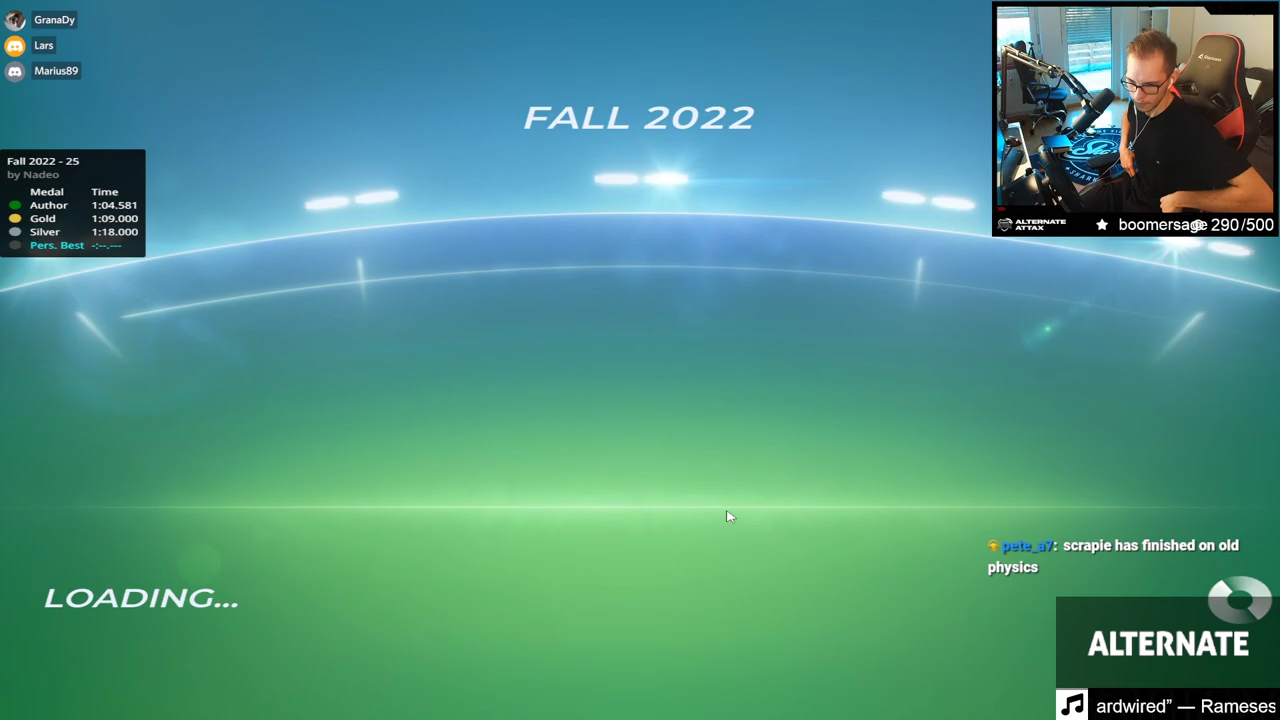 GranaDy
Lars
Marius89
FALL 2022
Fall 2022 - 25
by Nadeo
Medal Time
Author 1:04.581
Gold 1:09.000
Silver 1:18.000
Pers. Best -:--.---
ALTERNATE
ATTAX
boomersage 290/500
pete_a7: scrapie has finished on old
physics
LOADING...
ALTERNATE
ardwired” — Rameses